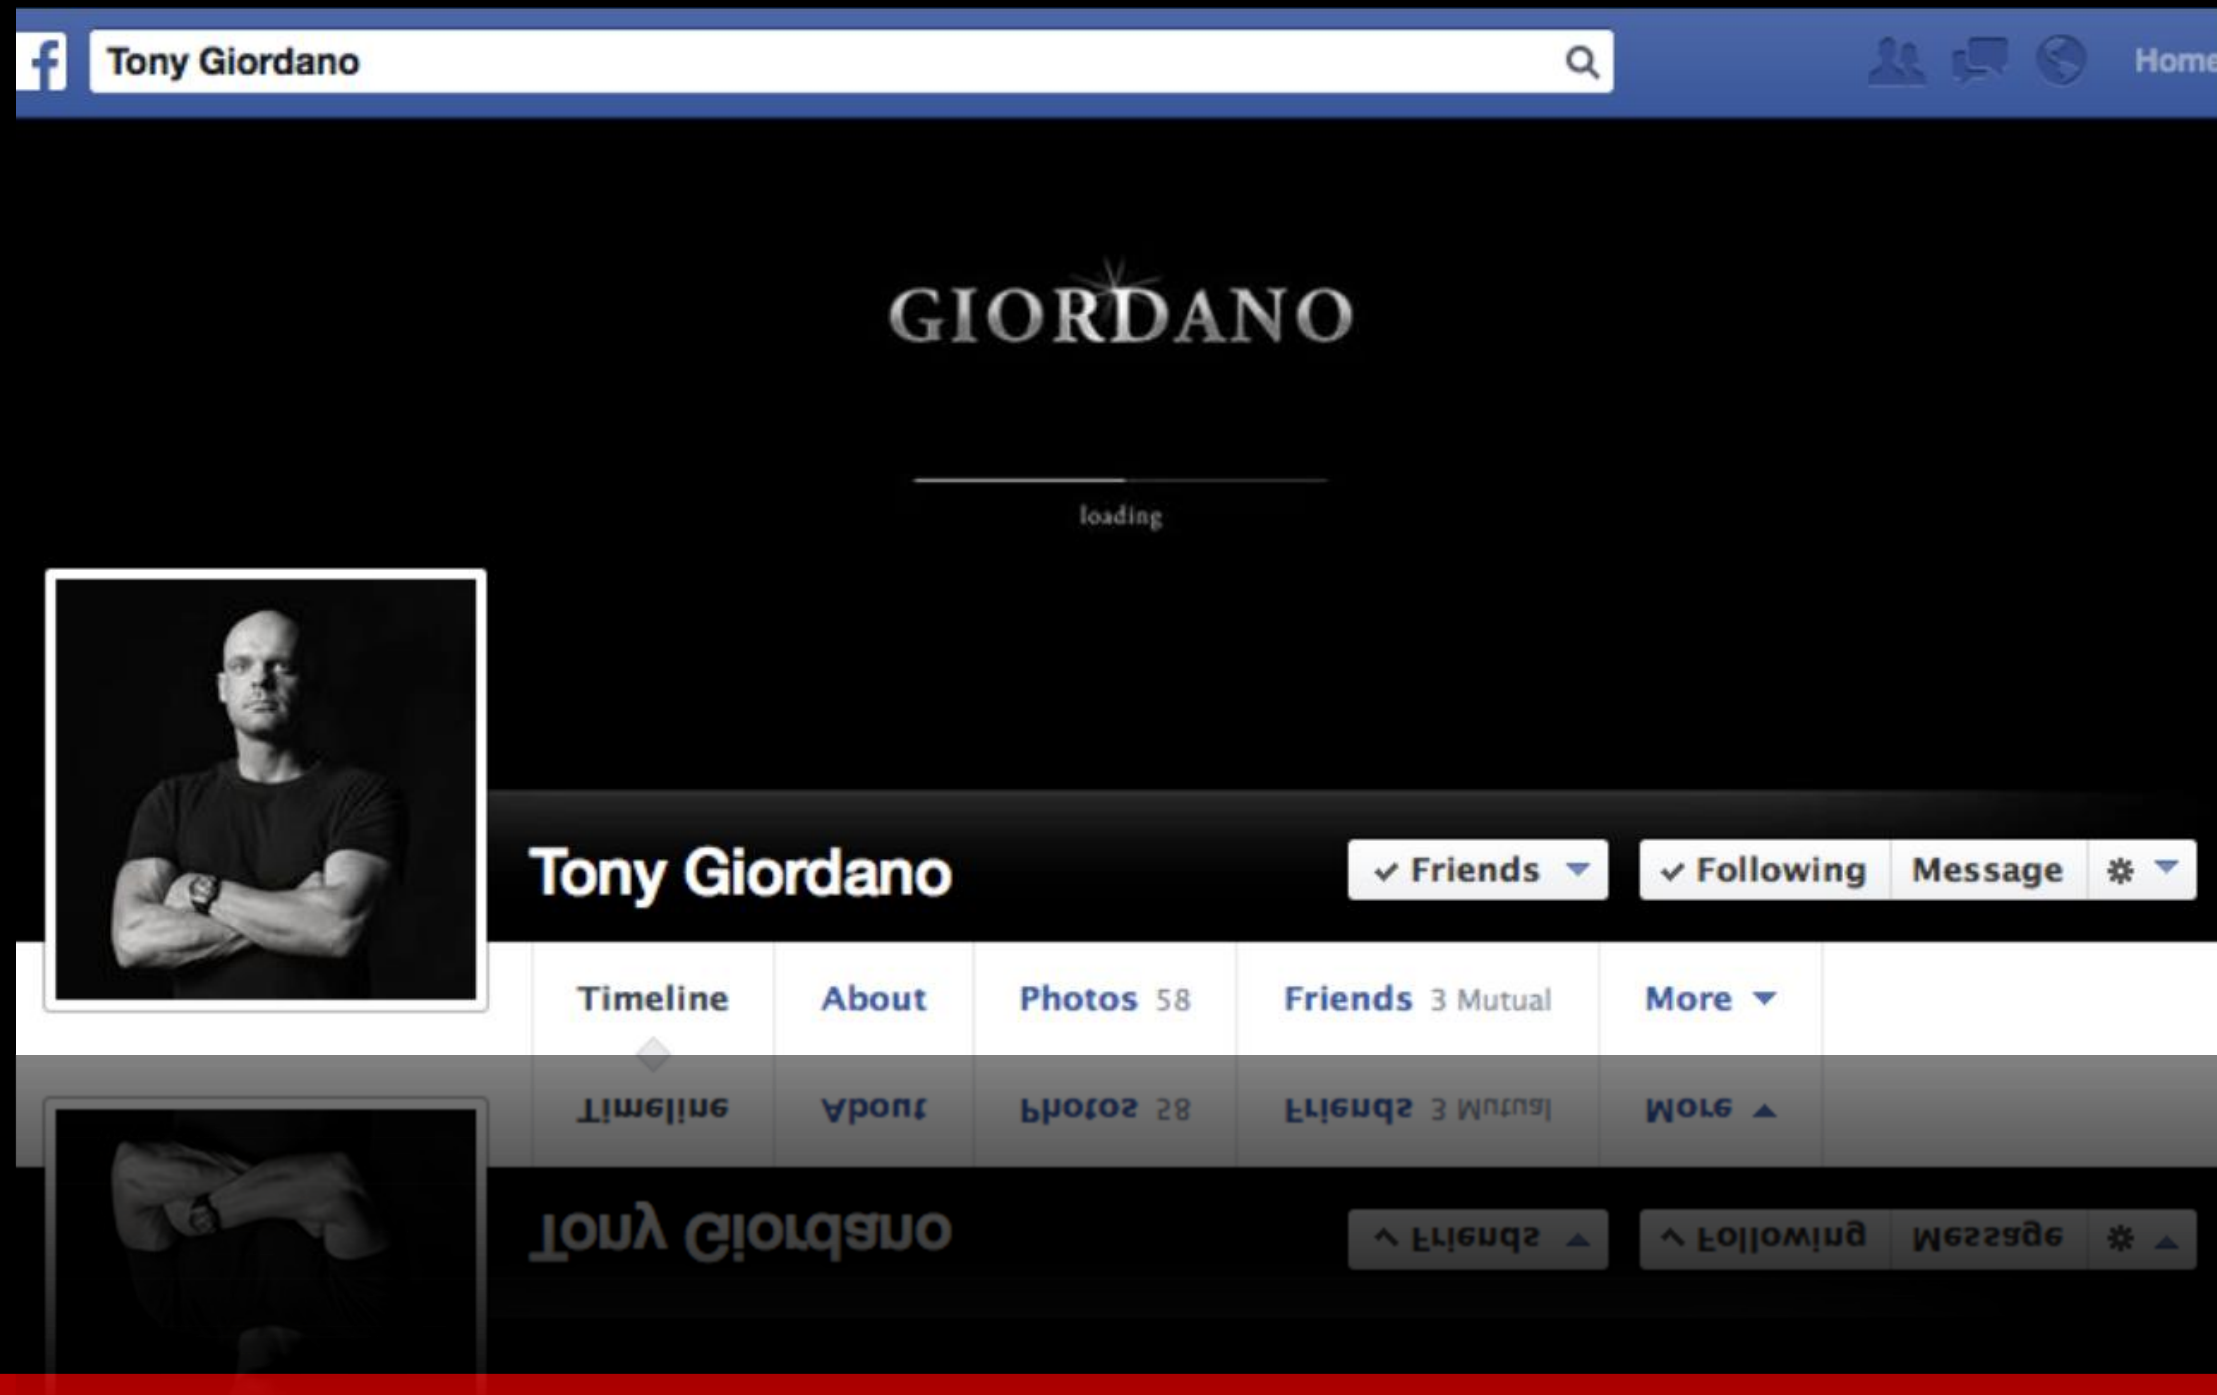 f Tony Giordano Home
GIORDANO
loading
Tony Giordano ✓ Friends ✓ Following Message
Timeline About Photos 58 Friends 3 Mutual More
Timeline About Photos 58 Friends 3 Mutual More
Tony Giordano ✓ Friends ✓ Following Message